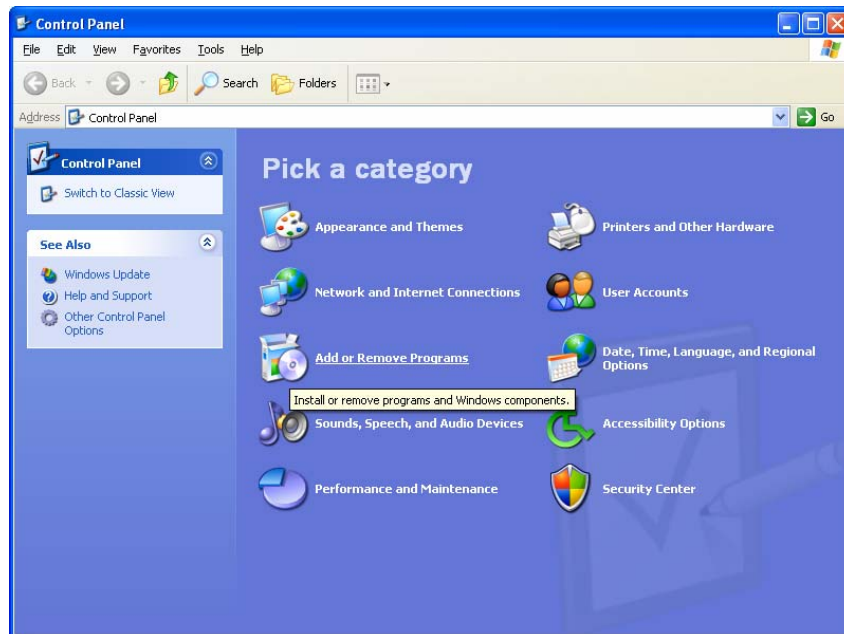 Control Panel
File Edit View Favorites Tools Help
Back Search Folders
Address Control Panel Go
Control Panel
Switch to Classic View
See Also
Windows Update
Help and Support
Other Control Panel
Options
Pick a category
Appearance and Themes
Printers and Other Hardware
Network and Internet Connections
User Accounts
Add or Remove Programs
Date, Time, Language, and Regional
Options
Install or remove programs and Windows components.
Sounds, Speech, and Audio Devices
Accessibility Options
Performance and Maintenance
Security Center